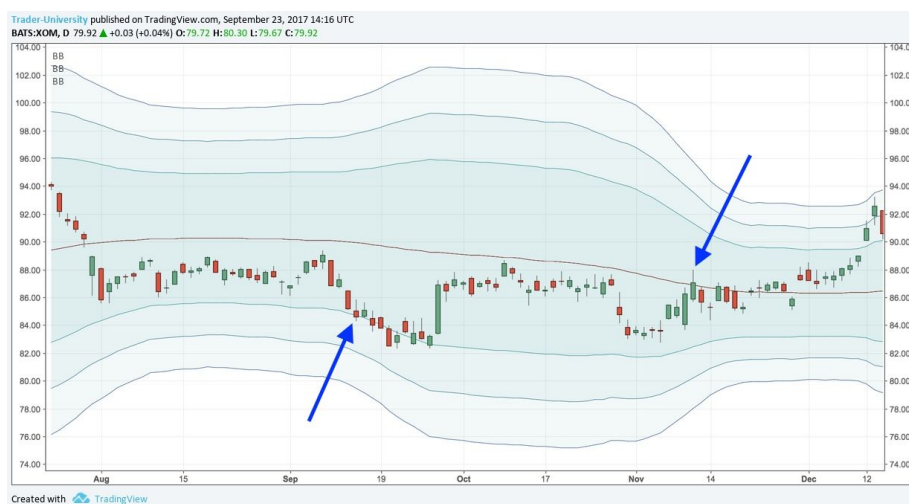 Trader-University published on TradingView.com, September 23, 2017 14:16 UTC
BATS:XOM, D 79.92 ▲ +0.03 (+0.04%) O:79.72 H:80.30 L:79.67 C:79.92
BB
BB
BB
104.00 104.00
102.00 102.00
100.00 100.00
98.00 98.00
96.00 96.00
94.00 94.00
92.00 92.00
90.00 90.00
88.00 88.00
86.00 86.00
84.00 84.00
82.00 82.00
80.00 80.00
78.00 78.00
76.00 76.00
74.00 74.00
Aug 15 Sep 19 Oct 17 Nov 14 Dec 12
Created with TradingView